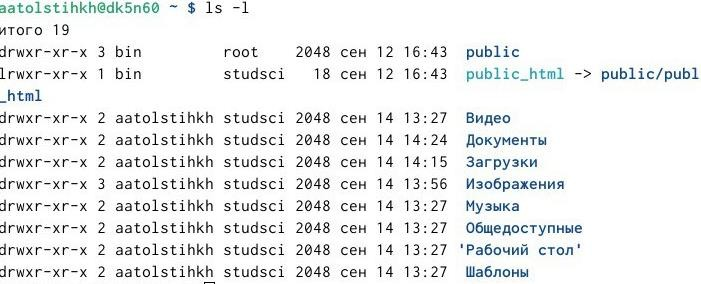 aatolstihkh@dk5n60 ~ $ ls -l
итого 19
drwxr-xr-x 3 bin        root    2048 сен 12 16:43  public
lrwxr-xr-x 1 bin        studsci   18 сен 12 16:43  public_html -> public/publ
_html
drwxr-xr-x 2 aatolstihkh studsci 2048 сен 14 13:27  Видео
drwxr-xr-x 2 aatolstihkh studsci 2048 сен 14 14:24  Документы
drwxr-xr-x 2 aatolstihkh studsci 2048 сен 14 14:15  Загрузки
drwxr-xr-x 3 aatolstihkh studsci 2048 сен 14 13:56  Изображения
drwxr-xr-x 2 aatolstihkh studsci 2048 сен 14 13:27  Музыка
drwxr-xr-x 2 aatolstihkh studsci 2048 сен 14 13:27  Общедоступные
drwxr-xr-x 2 aatolstihkh studsci 2048 сен 14 13:27 'Рабочий стол'
drwxr-xr-x 2 aatolstihkh studsci 2048 сен 14 13:27  Шаблоны